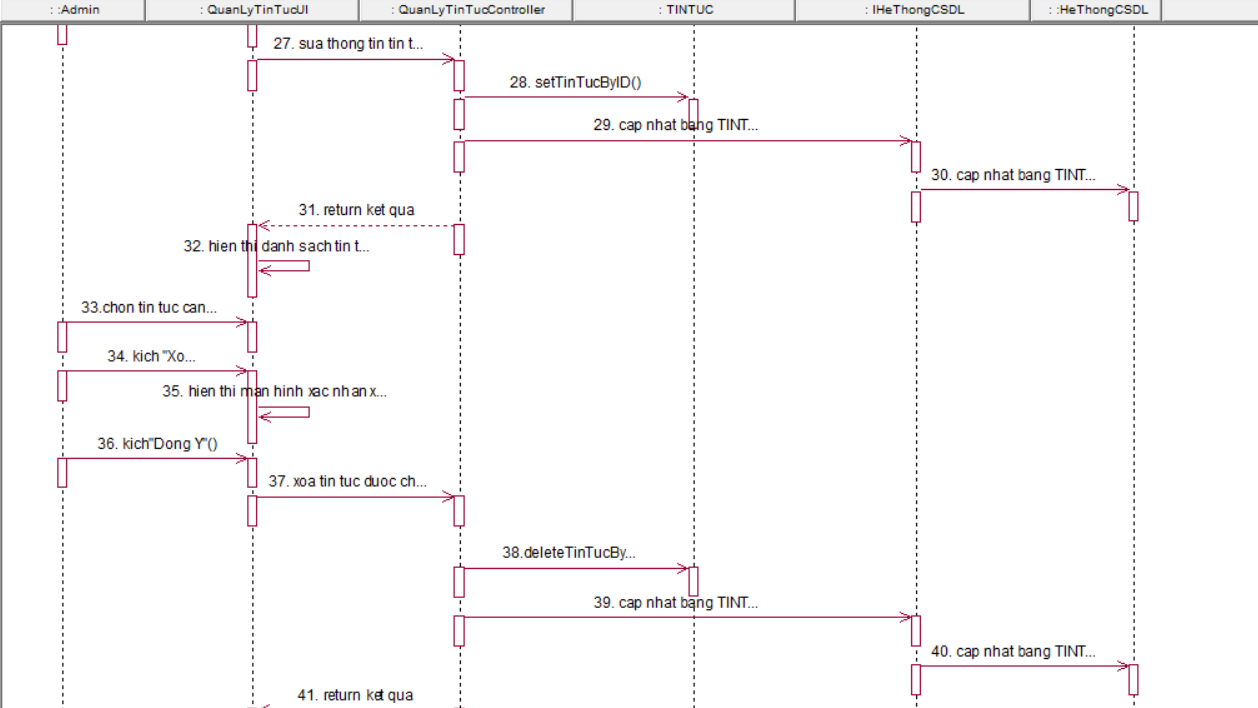 : :Admin
: QuanLyTinTucUI
: QuanLyTinTucController
: TINTUC
: IHeThongCSDL
: :HeThongCSDL
27. sua thong tin tin t...
28. setTinTucByID()
29. cap nhat bang TINT...
30. cap nhat bang TINT...
31. return ket qua
32. hien thi danh sach tin t...
33.chon tin tuc can...
34. kich "Xo...
35. hien thi man hinh xac nhan x...
36. kich"Dong Y"()
37. xoa tin tuc duoc ch...
38.deleteTinTucBy...
39. cap nhat bang TINT...
40. cap nhat bang TINT...
41. return ket qua